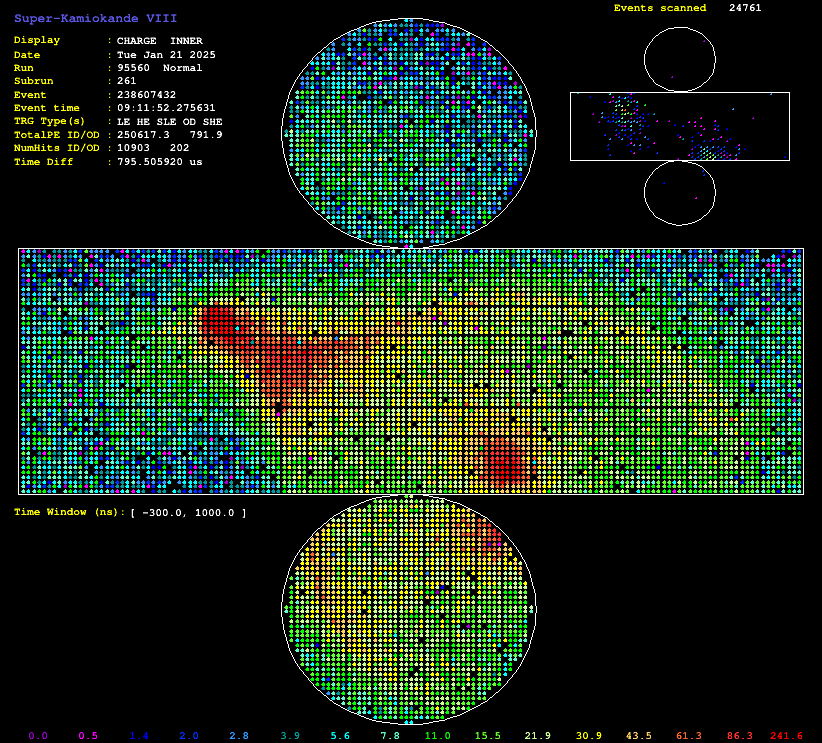 Super-Kamiokande VIII
Events scanned 24761
Display : CHARGE INNER
Date : Tue Jan 21 2025
Run : 95560 Normal
Subrun : 261
Event : 238607432
Event time : 09:11:52.275631
TRG Type(s) : LE HE SLE OD SHE
TotalPE ID/OD : 250617.3 791.9
NumHits ID/OD : 10903 202
Time Diff : 795.505920 us
Time Window (ns): [ -300.0, 1000.0 ]
0.0 0.5 1.4 2.0 2.8 3.9 5.6 7.8 11.0 15.5 21.9 30.9 43.5 61.3 86.3 241.6